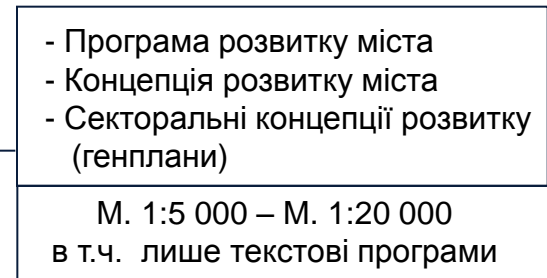 - Програма розвитку міста
- Концепція розвитку міста
- Секторальні концепції розвитку
(генплани)
М. 1:5 000 – М. 1:20 000
в т.ч. лише текстові програми